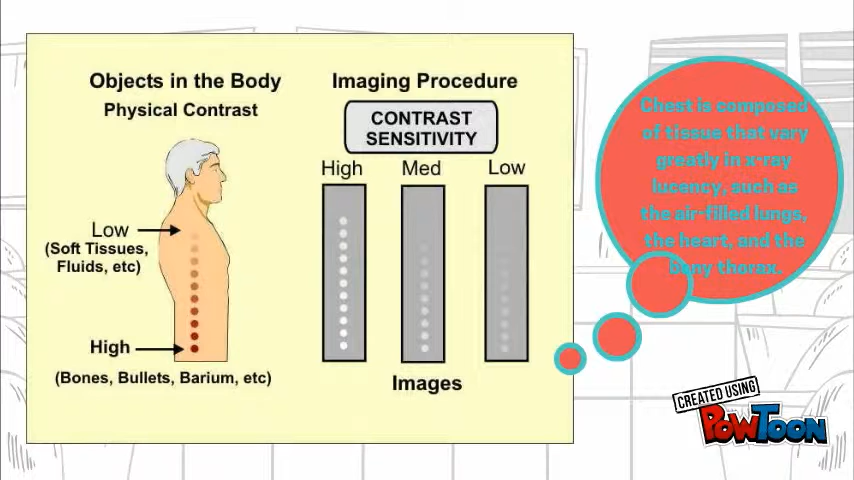 Objects in the Body
Physical Contrast
Low
(Soft Tissues,
Fluids, etc)
High
(Bones, Bullets, Barium, etc)
Imaging Procedure
CONTRAST
SENSITIVITY
High Med Low
Images
Chest is composed
of tissue that vary
greatly in x-ray
lucency, such as
the air-filled lungs,
the heart, and the
bony thorax.
CREATED USING
POWTOON